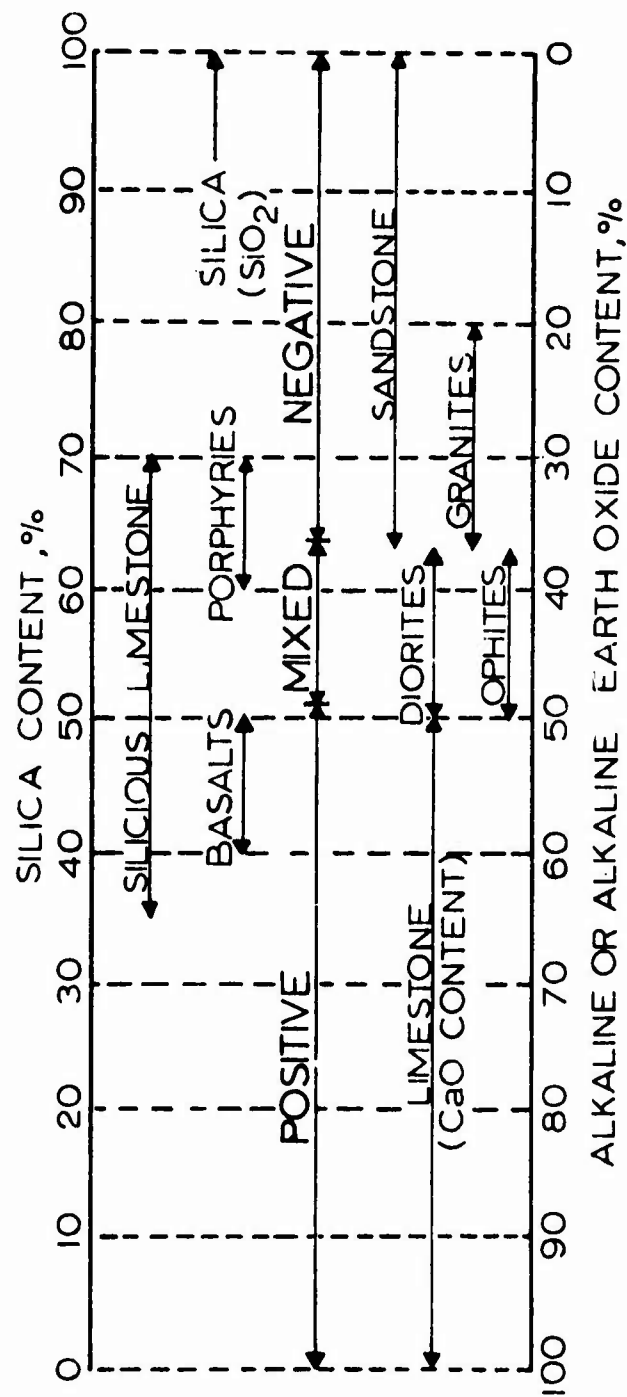 SILICA CONTENT, %
0 10 20 30 40 50 60 70 80 90 100
SILICIOUS LIMESTONE
BASALTS PORPHYRIES SILICA
(SiO2)
POSITIVE MIXED NEGATIVE
LIMESTONE DIORITES SANDSTONE
(CaO CONTENT)
OPHITES GRANITES
100 90 80 70 60 50 40 30 20 10 0
ALKALINE OR ALKALINE EARTH OXIDE CONTENT, %